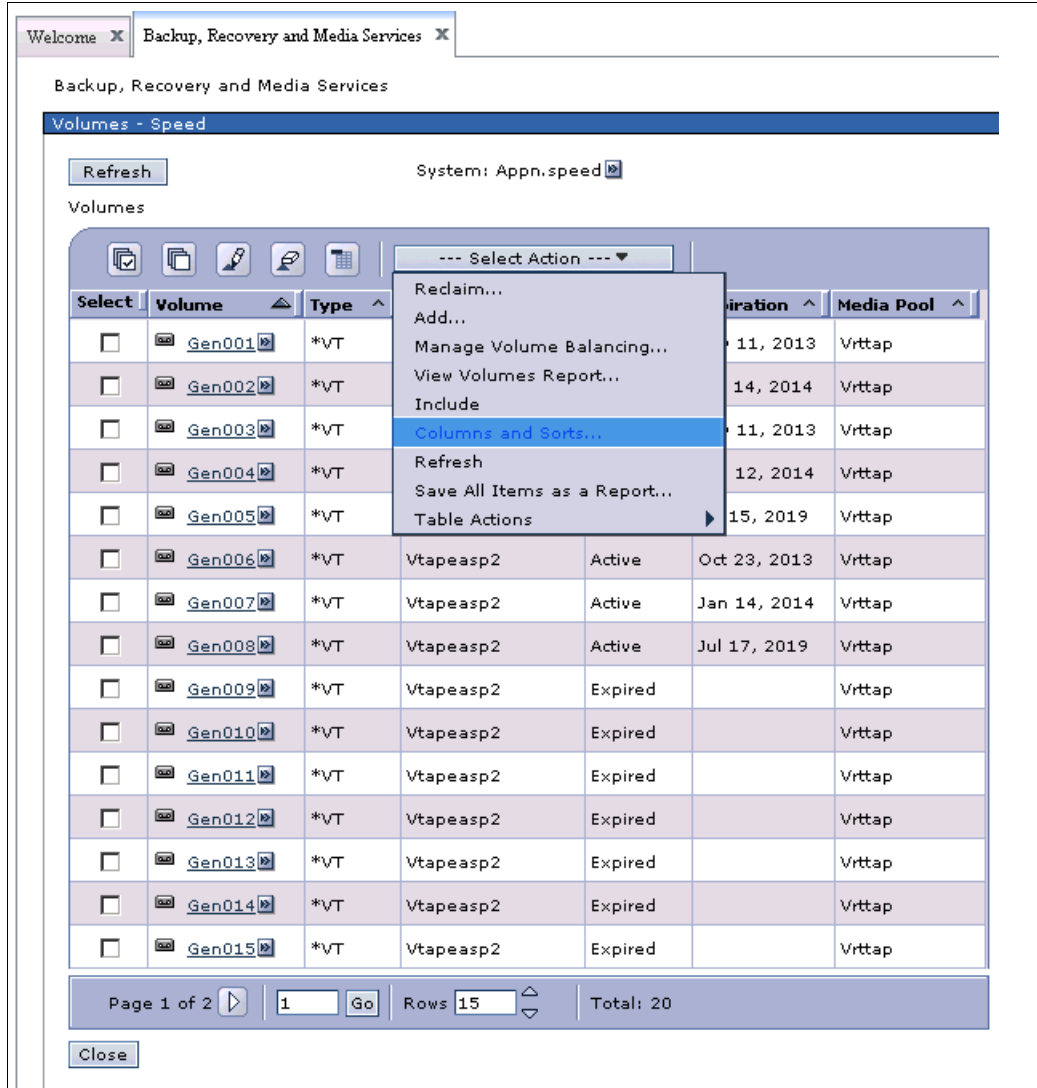 Welcome X Backup, Recovery and Media Services X
Backup, Recovery and Media Services
Volumes - Speed
Refresh System: Appn.speed
Volumes
--- Select Action ---
Select Volume Type iration Media Pool
Reclaim...
Add...
Manage Volume Balancing...
View Volumes Report...
Include
Columns and Sorts...
Refresh
Save All Items as a Report...
Table Actions
Gen001 *VT 11, 2013 Vrttap
Gen002 *VT 14, 2014 Vrttap
Gen003 *VT 11, 2013 Vrttap
Gen004 *VT 12, 2014 Vrttap
Gen005 *VT 15, 2019 Vrttap
Gen006 *VT Vtapeasp2 Active Oct 23, 2013 Vrttap
Gen007 *VT Vtapeasp2 Active Jan 14, 2014 Vrttap
Gen008 *VT Vtapeasp2 Active Jul 17, 2019 Vrttap
Gen009 *VT Vtapeasp2 Expired Vrttap
Gen010 *VT Vtapeasp2 Expired Vrttap
Gen011 *VT Vtapeasp2 Expired Vrttap
Gen012 *VT Vtapeasp2 Expired Vrttap
Gen013 *VT Vtapeasp2 Expired Vrttap
Gen014 *VT Vtapeasp2 Expired Vrttap
Gen015 *VT Vtapeasp2 Expired Vrttap
Page 1 of 2 1 Go Rows 15 Total: 20
Close